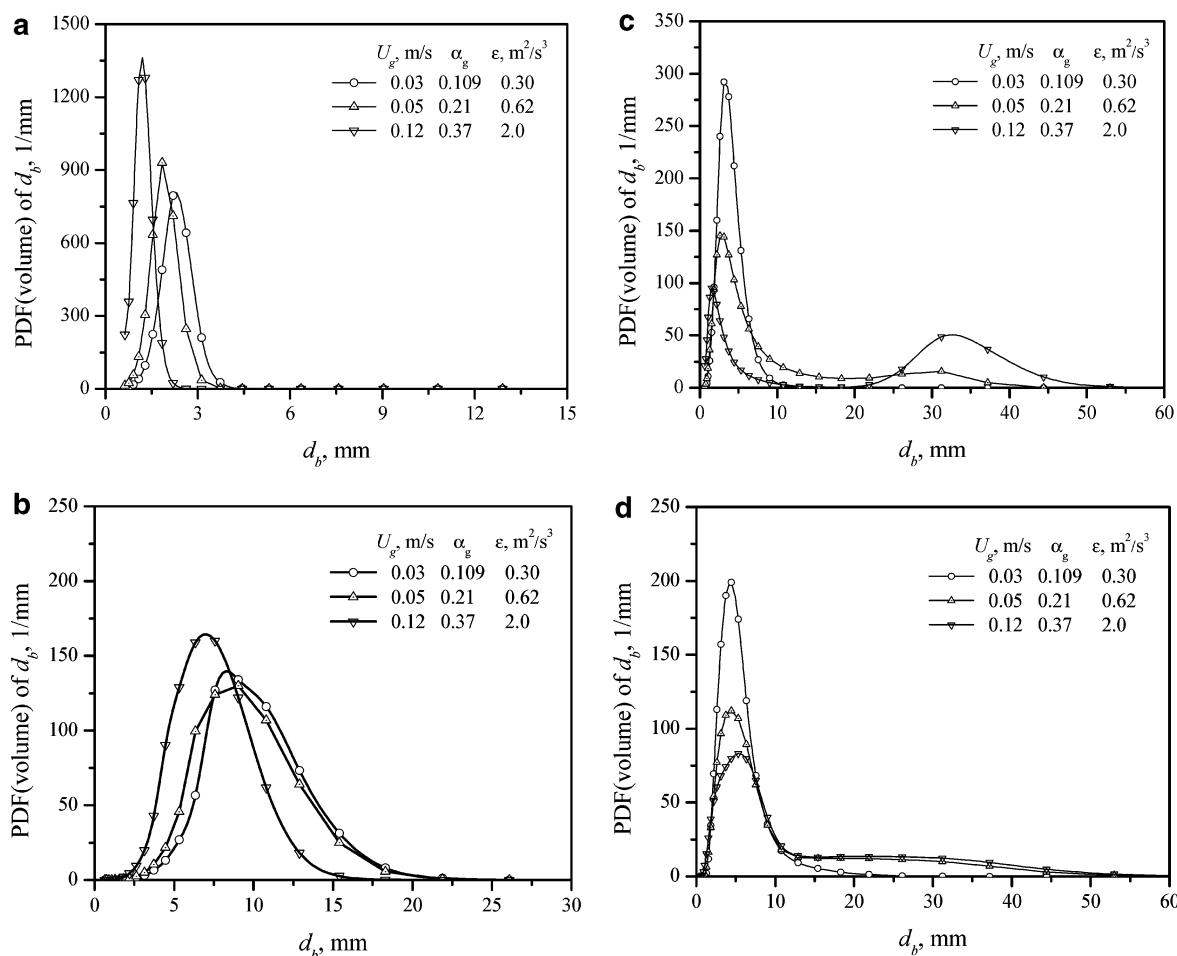 a
1500
1200
900
600
300
0
PDF(volume) of d_b, 1/mm
U_g, m/s α_g ε, m²/s³
0.03 0.109 0.30
0.05 0.21 0.62
0.12 0.37 2.0
0 3 6 9 12 15
d_b, mm
c
350
300
250
200
150
100
50
0
PDF(volume) of d_b, 1/mm
U_g, m/s α_g ε, m²/s³
0.03 0.109 0.30
0.05 0.21 0.62
0.12 0.37 2.0
0 10 20 30 40 50 60
d_b, mm
b
250
200
150
100
50
0
PDF(volume) of d_b, 1/mm
U_g, m/s α_g ε, m²/s³
0.03 0.109 0.30
0.05 0.21 0.62
0.12 0.37 2.0
0 5 10 15 20 25 30
d_b, mm
d
250
200
150
100
50
0
PDF(volume) of d_b, 1/mm
U_g, m/s α_g ε, m²/s³
0.03 0.109 0.30
0.05 0.21 0.62
0.12 0.37 2.0
0 10 20 30 40 50 60
d_b, mm